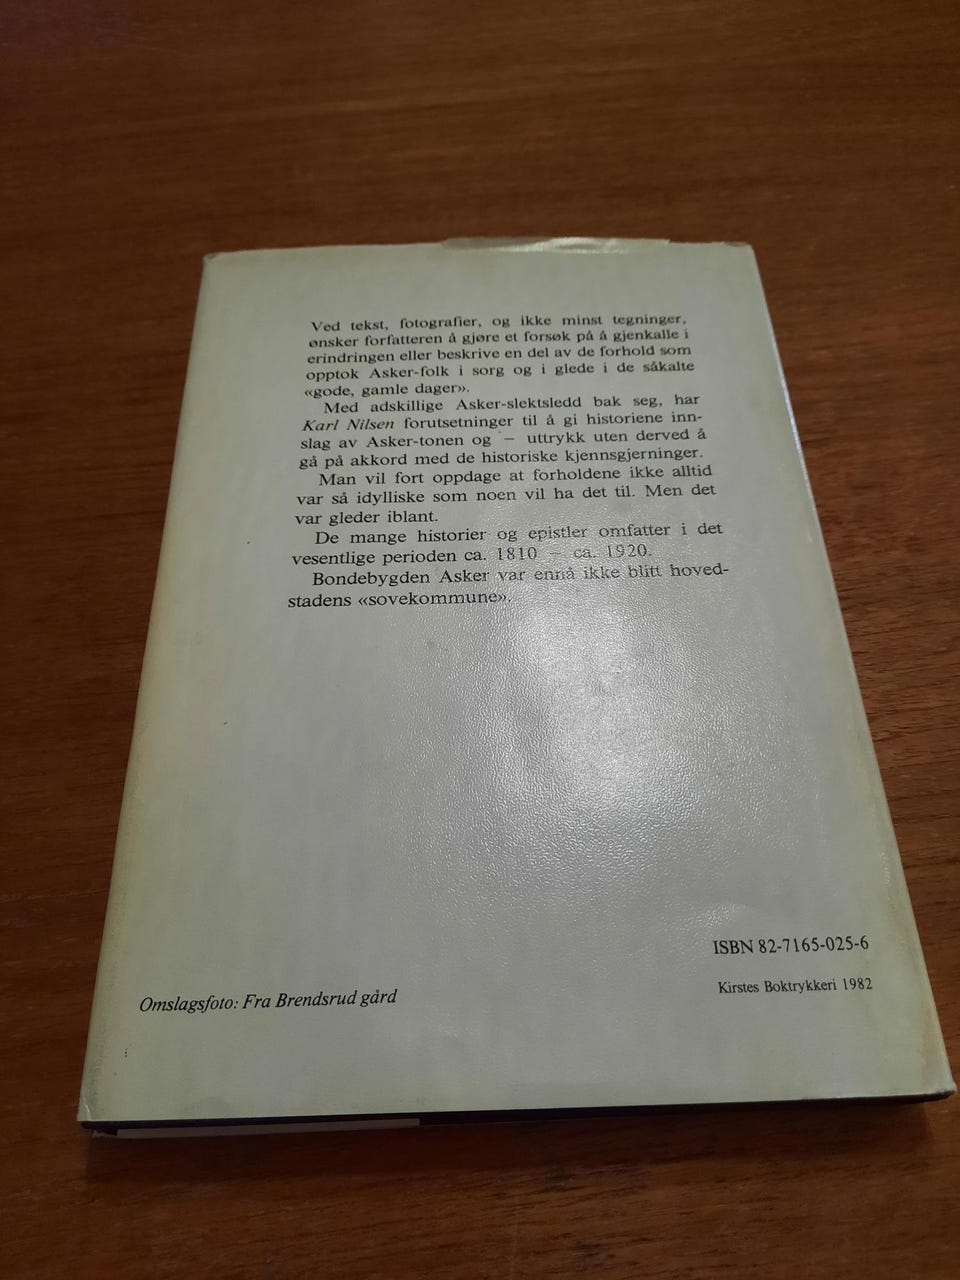 Ved tekst, fotografier, og ikke minst tegninger,
ønsker forfatteren å gjøre et forsøk på å gjenkalle i
erindringen eller beskrive en del av de forhold som
opptok Asker-folk i sorg og i glede i de såkalte
«gode, gamle dager».
Med adskillige Asker-slektsledd bak seg, har
Karl Nilsen forutsetninger til å gi historiene inn-
slag av Asker-tonen og – uttrykk uten derved å
gå på akkord med de historiske kjennsgjerninger.
Man vil fort oppdage at forholdene ikke alltid
var så idylliske som noen vil ha det til. Men det
var gleder iblant.
De mange historier og epistler omfatter i det
vesentlige perioden ca. 1810 – ca. 1920.
Bondebygden Asker var ennå ikke blitt hoved-
stadens «sovekommune».
ISBN 82-7165-025-6
Kirstes Boktrykkeri 1982
Omslagsfoto: Fra Brendsrud gård